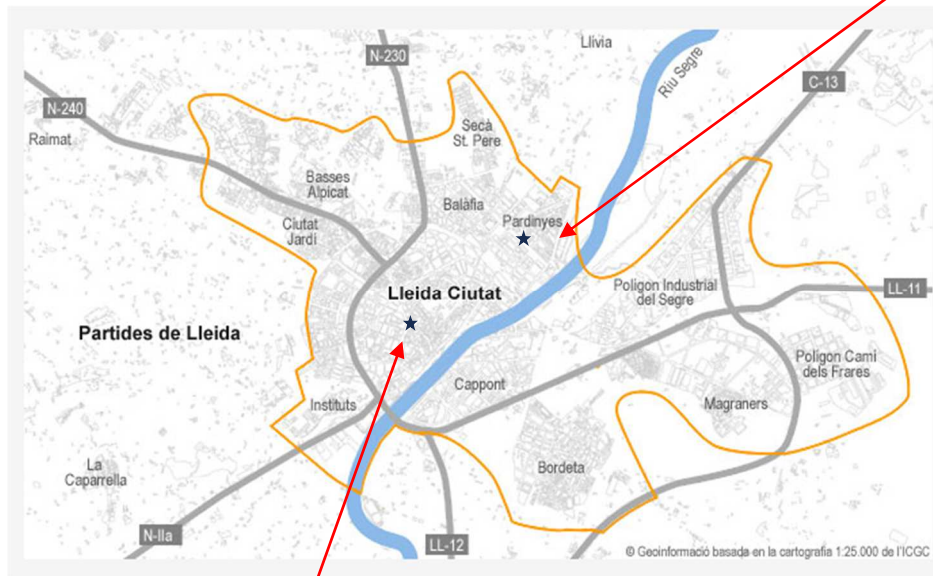 Llívia
N-230
Riu Segre
C-13
N-240
Raimat
Secà
St. Pere
Basses
Alpicat
Balàfia
Pardinyes
Ciutat
Jardí
Lleida Ciutat
Poligon Industrial
del Segre
LL-11
Partides de Lleida
Poligon Camí
dels Frares
Cappont
Instituts
Magraners
La
Caparrella
Bordeta
N-IIa
LL-12
© Geoinformació basada en la cartografia 1:25.000 de l'ICGC